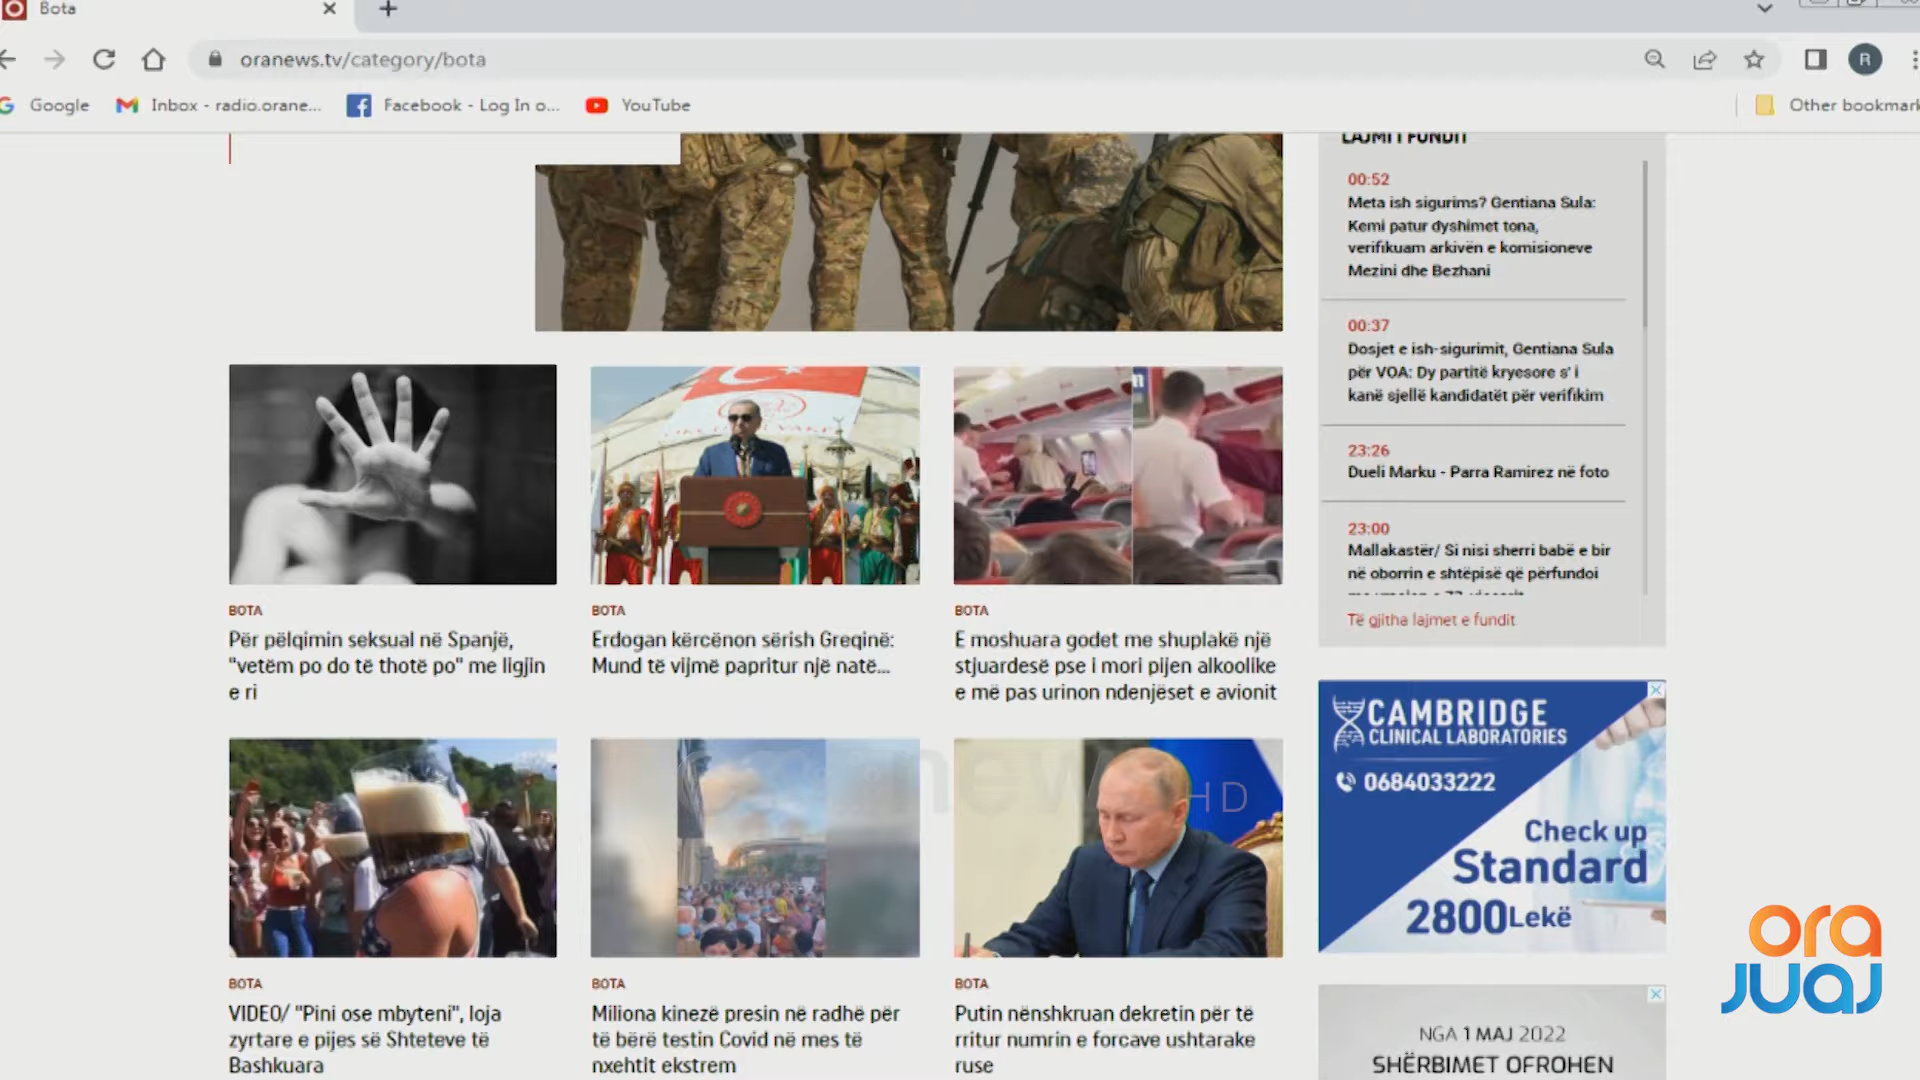 Bota
oranews.tv/category/bota
R
Google
Inbox - radio.orane...
Facebook - Log In o...
YouTube
Other bookmark
LAJMI I FUNDIT
00:52
Meta ish sigurims? Gentiana Sula:
Kemi patur dyshimet tona,
verifikuam arkivën e komisioneve
Mezini dhe Bezhani
00:37
Dosjet e ish-sigurimit, Gentiana Sula
për VOA: Dy partitë kryesore s' i
kanë sjellë kandidatët për verifikim
23:26
Dueli Marku - Parra Ramirez në foto
23:00
Mallakastër/ Si nisi sherri babë e bir
në oborrin e shtëpisë që përfundoi
Të gjitha lajmet e fundit
BOTA
Për pëlqimin seksual në Spanjë,
"vetëm po do të thotë po" me ligjin
e ri
BOTA
Erdogan kërcënon sërish Greqinë:
Mund të vijmë papritur një natë...
BOTA
E moshuara godet me shuplakë një
stjuardesë pse i mori pijen alkoolike
e më pas urinon ndenjëset e avionit
CAMBRIDGE
CLINICAL LABORATORIES
0684033222
Check up
Standard
2800Lekë
news
HD
BOTA
VIDEO/ "Pini ose mbyteni", loja
zyrtare e pijes së Shteteve të
Bashkuara
BOTA
Miliona kinezë presin në radhë për
të bërë testin Covid në mes të
nxehtit ekstrem
BOTA
Putin nënshkruan dekretin për të
rritur numrin e forcave ushtarake
ruse
ora
JUAJ
NGA 1 MAJ 2022
SHËRBIMET OFROHEN